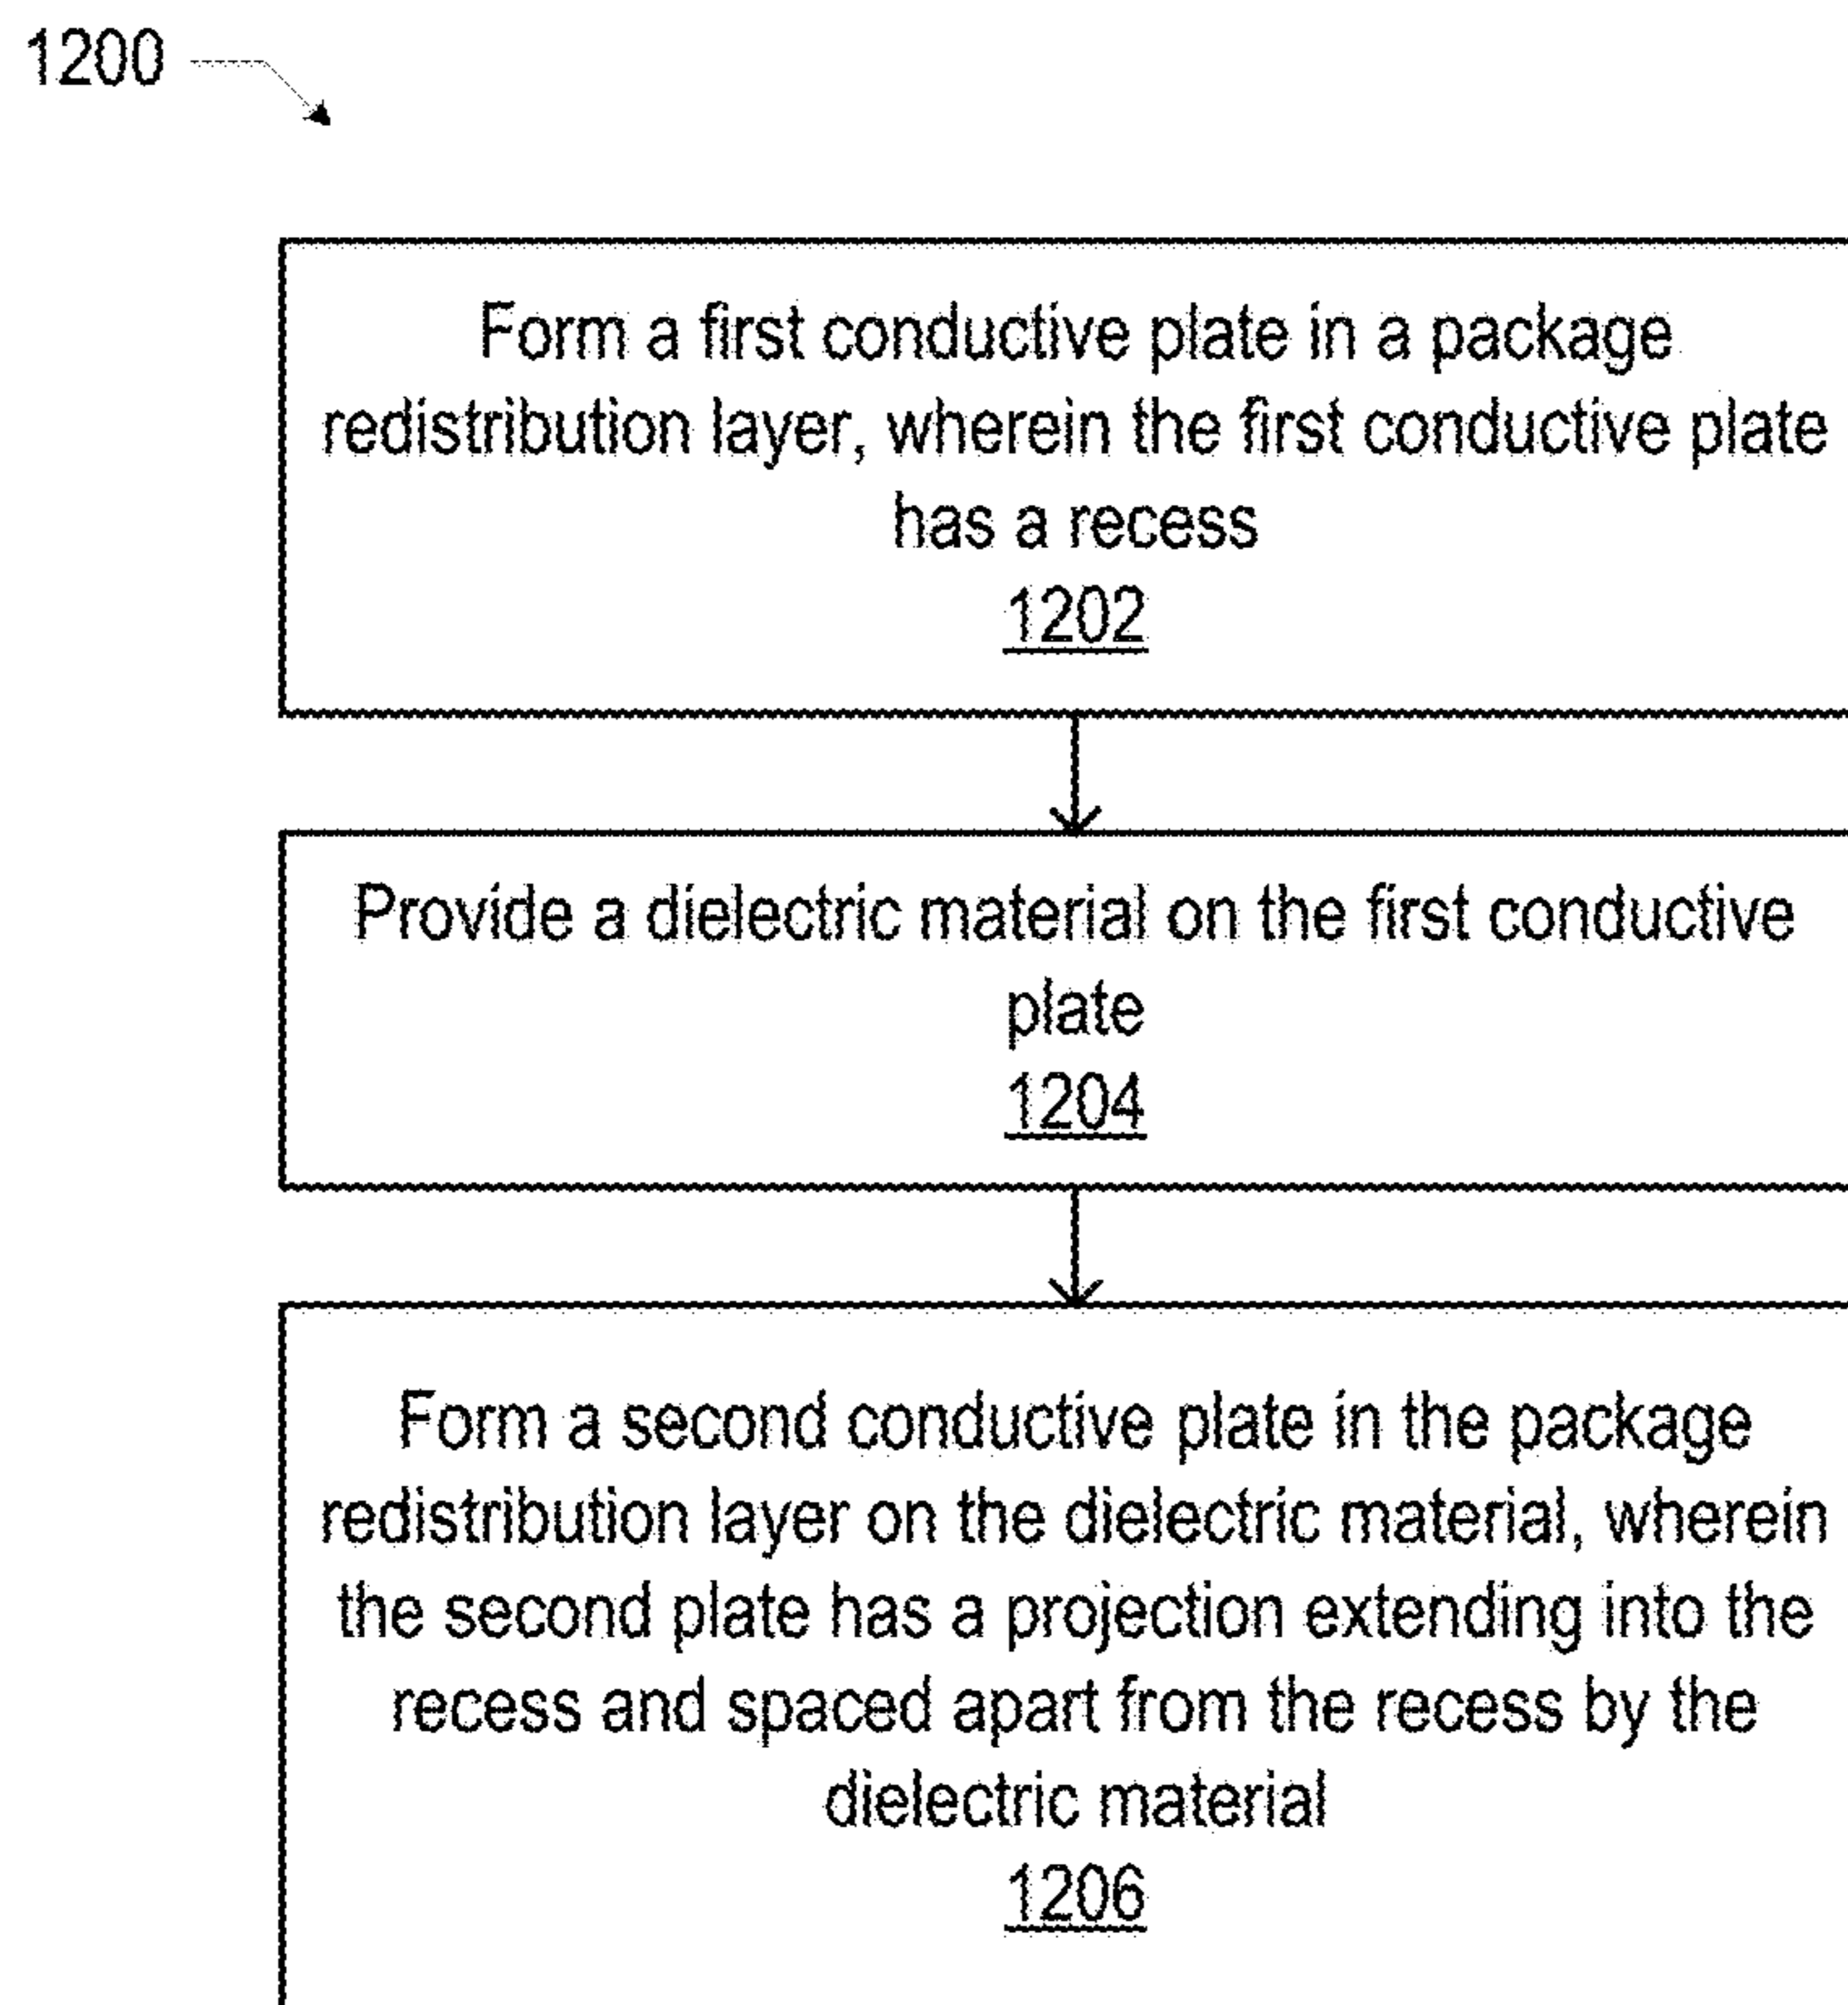 1200
Form a first conductive plate in a package
redistribution layer, wherein the first conductive plate
has a recess
1202
Provide a dielectric material on the first conductive
plate
1204
Form a second conductive plate in the package
redistribution layer on the dielectric material, wherein
the second plate has a projection extending into the
recess and spaced apart from the recess by the
dielectric material
1206